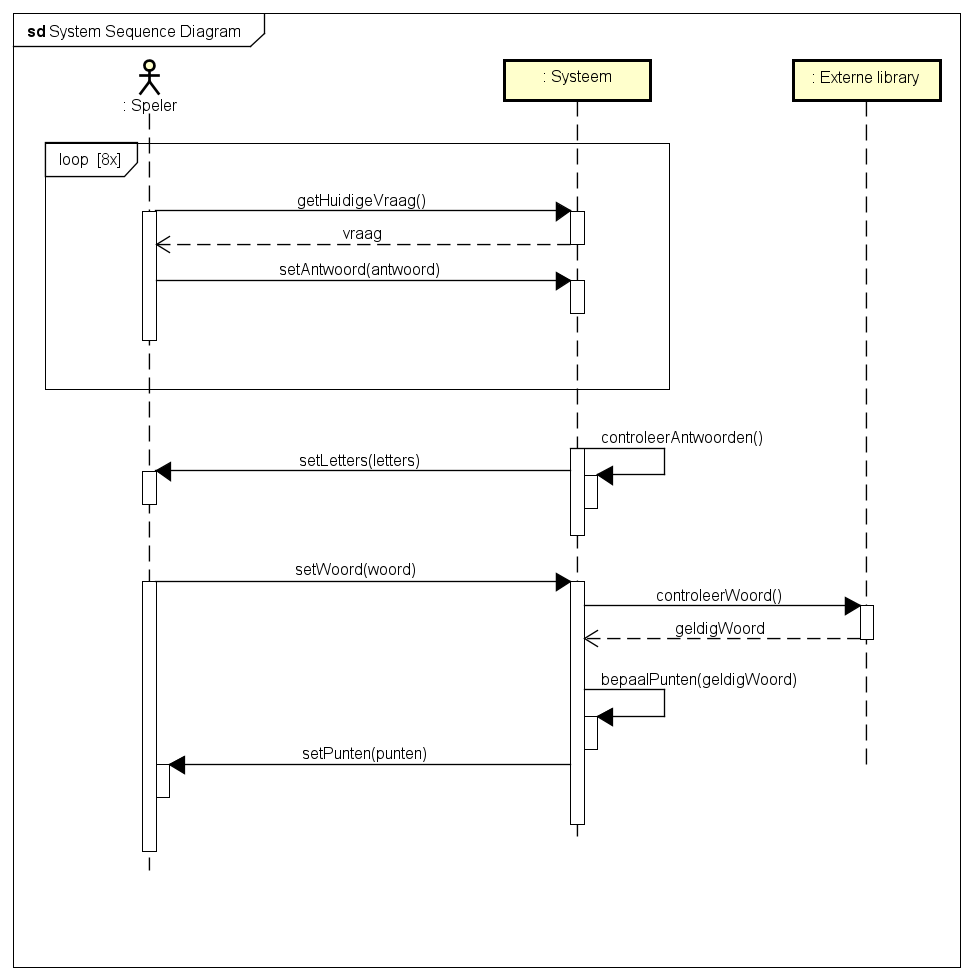 sd System Sequence Diagram
: Speler
: Systeem
: Externe library
loop [8x]
getHuidigeVraag()
vraag
setAntwoord(antwoord)
controleerAntwoorden()
setLetters(letters)
setWoord(woord)
controleerWoord()
geldigWoord
bepaalPunten(geldigWoord)
setPunten(punten)